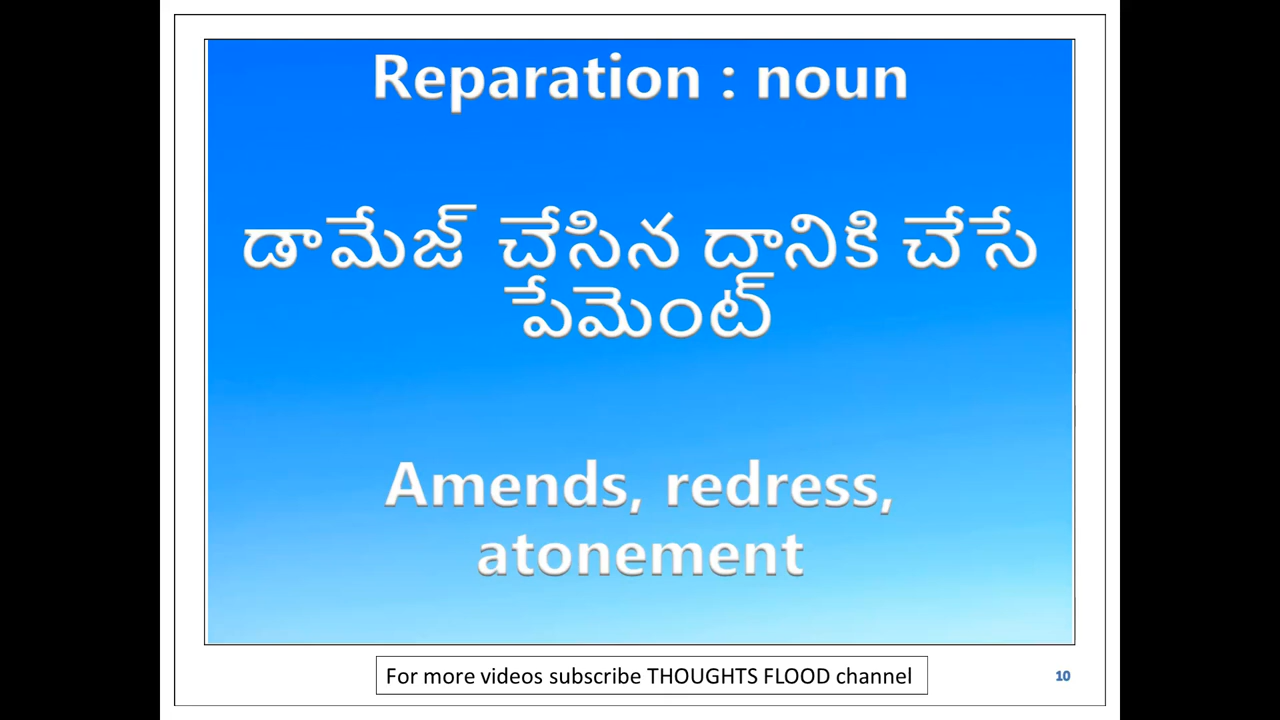 Reparation : noun
డామేజ్ చేసిన దానికి చేసే
పేమెంట్
Amends, redress,
atonement
For more videos subscribe THOUGHTS FLOOD channel
10